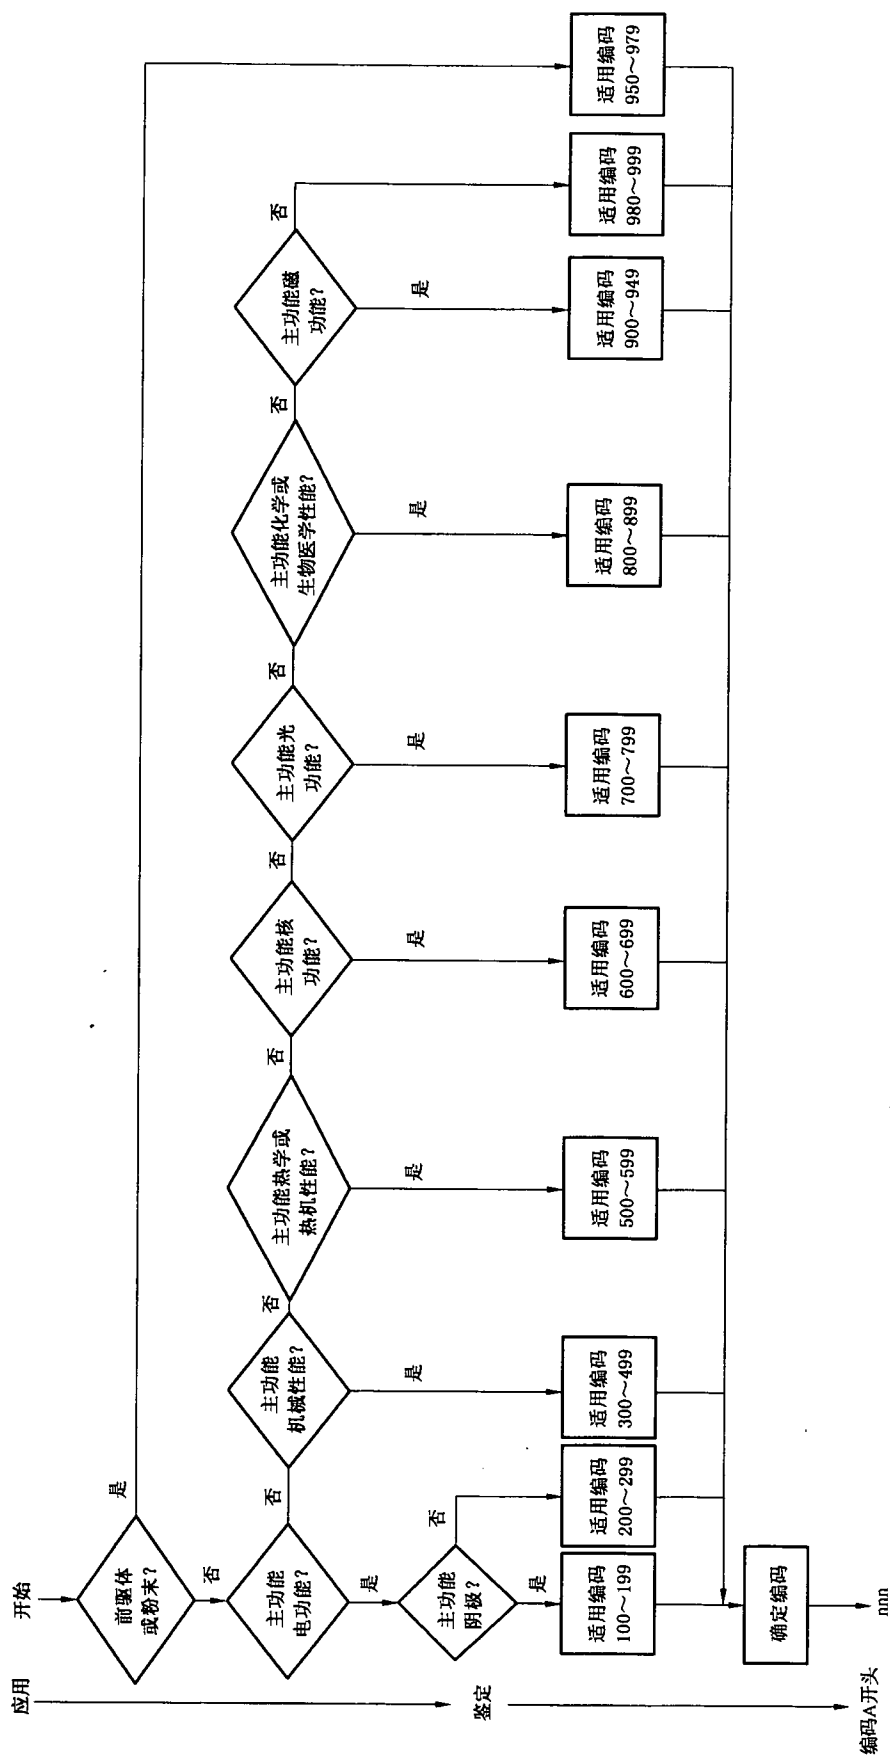 应用
鉴定
编码A开头
开始
前驱体
或粉末?
是
否
主功能
电功能?
否
是
主功能
阴极?
否
是
主功能
机械性能?
否
是
主功能热学或
热机性能?
否
是
主功能核
功能?
否
是
主功能光
功能?
否
是
主功能化学或
生物医学性能?
否
是
主功能磁
功能?
否
是
适用编码
100～199
适用编码
200～299
适用编码
300～499
适用编码
500～599
适用编码
600～699
适用编码
700～799
适用编码
800～899
适用编码
900～949
适用编码
980～999
适用编码
950～979
确定编码
nnn